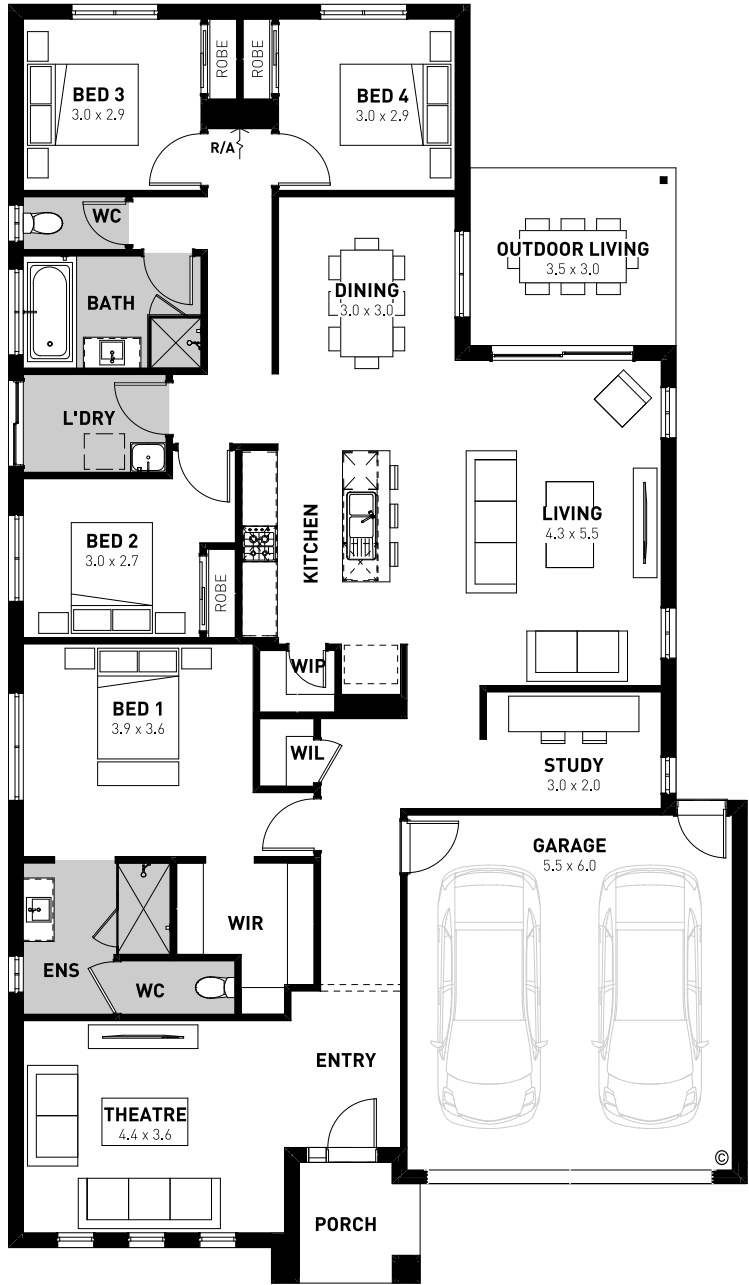 ROBE
ROBE
BED 3
3.0 x 2.9
BED 4
3.0 x 2.9
R/A
WC
OUTDOOR LIVING
3.5 x 3.0
BATH
DINING
3.0 x 3.0
L'DRY
LIVING
4.3 x 5.5
KITCHEN
BED 2
3.0 x 2.7
ROBE
WIP
BED 1
3.9 x 3.6
WIL
STUDY
3.0 x 2.0
GARAGE
5.5 x 6.0
WIR
ENS
WC
ENTRY
THEATRE
4.4 x 3.6
©
PORCH